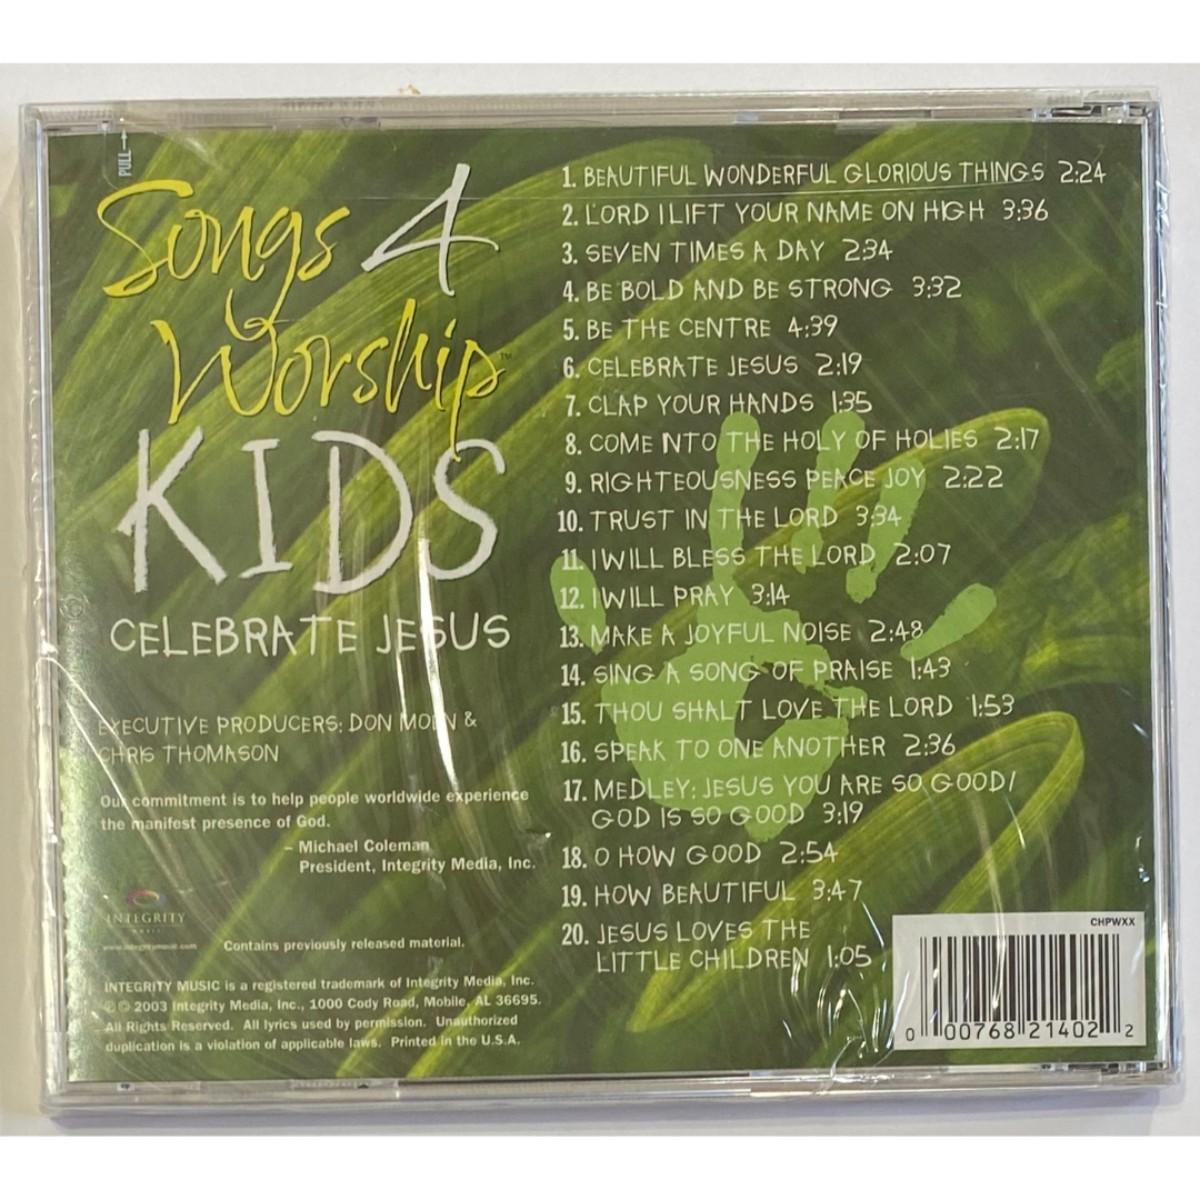 PULL→
Songs 4
Worship™
KIDS
CELEBRATE JESUS
EXECUTIVE PRODUCERS: DON MOEN &
CHRIS THOMASON
Our commitment is to help people worldwide experience
the manifest presence of God.
– Michael Coleman
President, Integrity Media, Inc.
INTEGRITY
MUSIC
www.integritymusic.com
Contains previously released material.
INTEGRITY MUSIC is a registered trademark of Integrity Media, Inc.
℗© 2003 Integrity Media, Inc., 1000 Cody Road, Mobile, AL 36695.
All Rights Reserved. All lyrics used by permission. Unauthorized
duplication is a violation of applicable laws. Printed in the U.S.A.
1. BEAUTIFUL WONDERFUL GLORIOUS THINGS 2:24
2. LORD I LIFT YOUR NAME ON HIGH 3:36
3. SEVEN TIMES A DAY 2:34
4. BE BOLD AND BE STRONG 3:32
5. BE THE CENTRE 4:39
6. CELEBRATE JESUS 2:19
7. CLAP YOUR HANDS 1:35
8. COME INTO THE HOLY OF HOLIES 2:17
9. RIGHTEOUSNESS PEACE JOY 2:22
10. TRUST IN THE LORD 3:34
11. I WILL BLESS THE LORD 2:07
12. I WILL PRAY 3:14
13. MAKE A JOYFUL NOISE 2:48
14. SING A SONG OF PRAISE 1:43
15. THOU SHALT LOVE THE LORD 1:53
16. SPEAK TO ONE ANOTHER 2:36
17. MEDLEY: JESUS YOU ARE SO GOOD/
GOD IS SO GOOD 3:19
18. O HOW GOOD 2:54
19. HOW BEAUTIFUL 3:47
20. JESUS LOVES THE
LITTLE CHILDREN 1:05
CHPWXX
0 00768 21402 2